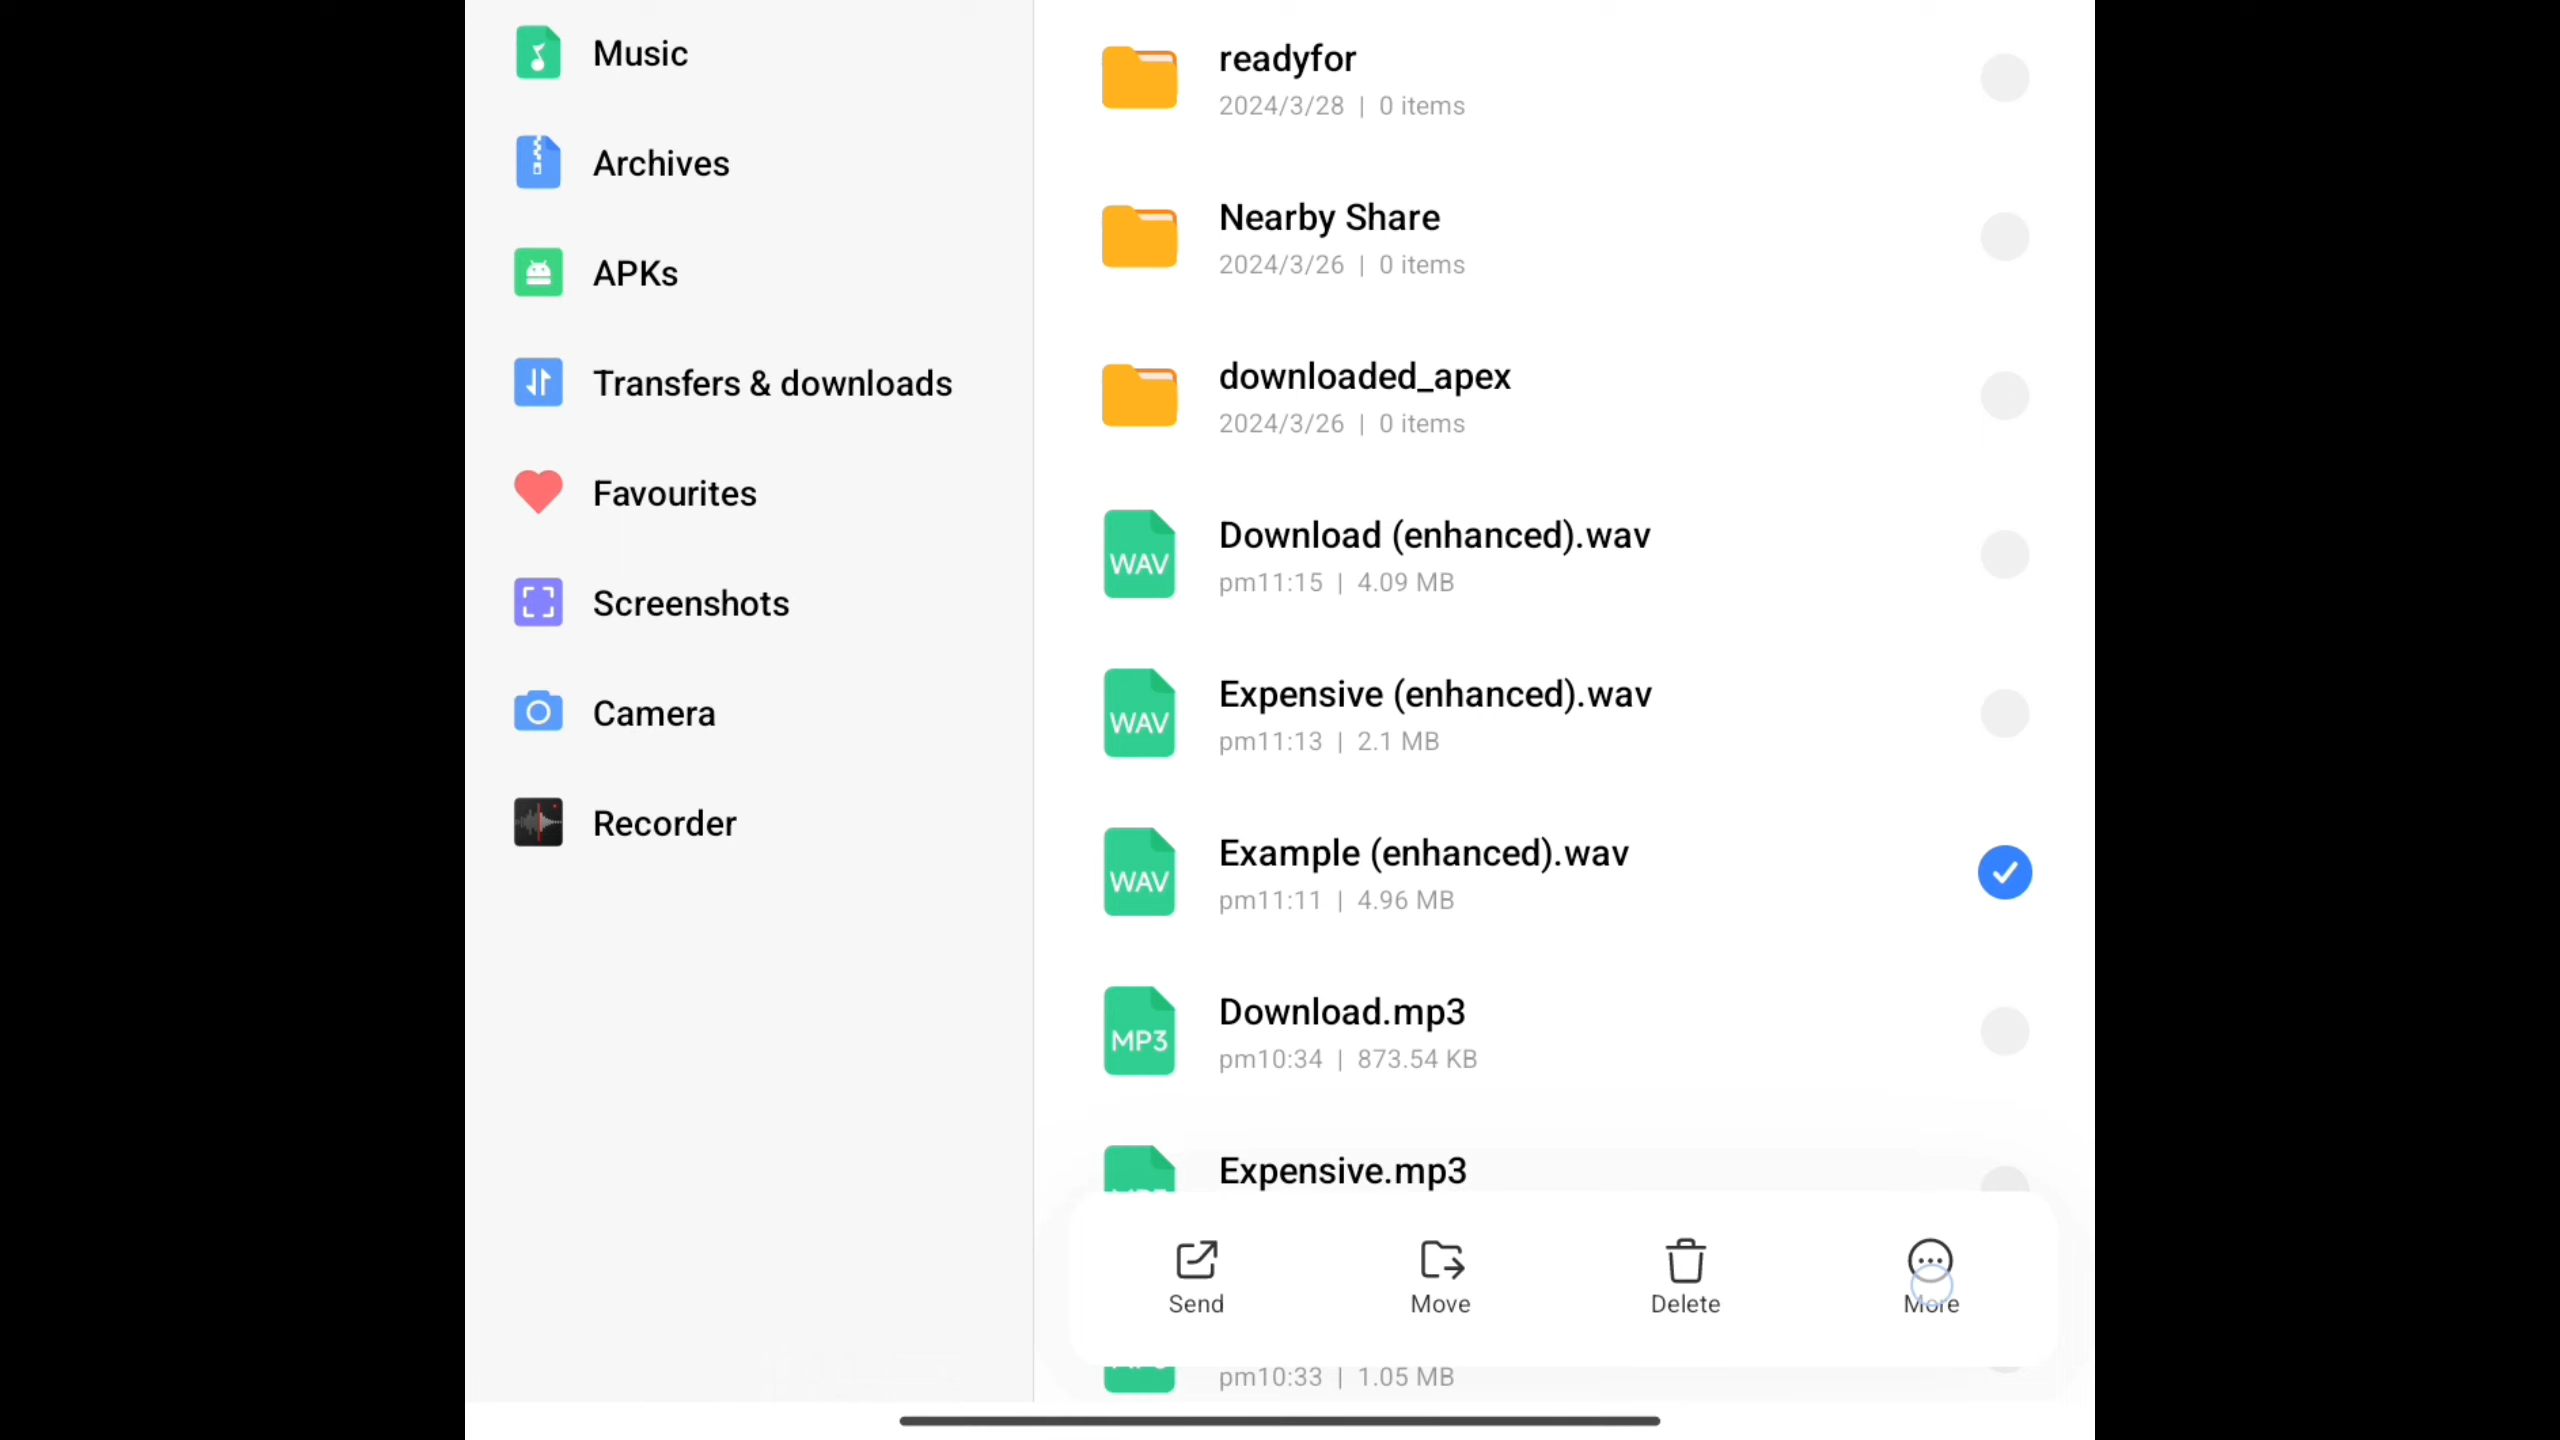 Music
Archives
APKs
Transfers & downloads
Favourites
Screenshots
Camera
Recorder
readyfor
2024/3/28 | 0 items
Nearby Share
2024/3/26 | 0 items
downloaded_apex
2024/3/26 | 0 items
WAV
Download (enhanced).wav
pm11:15 | 4.09 MB
WAV
Expensive (enhanced).wav
pm11:13 | 2.1 MB
WAV
Example (enhanced).wav
pm11:11 | 4.96 MB
MP3
Download.mp3
pm10:34 | 873.54 KB
Expensive.mp3
Send
Move
Delete
More
pm10:33 | 1.05 MB